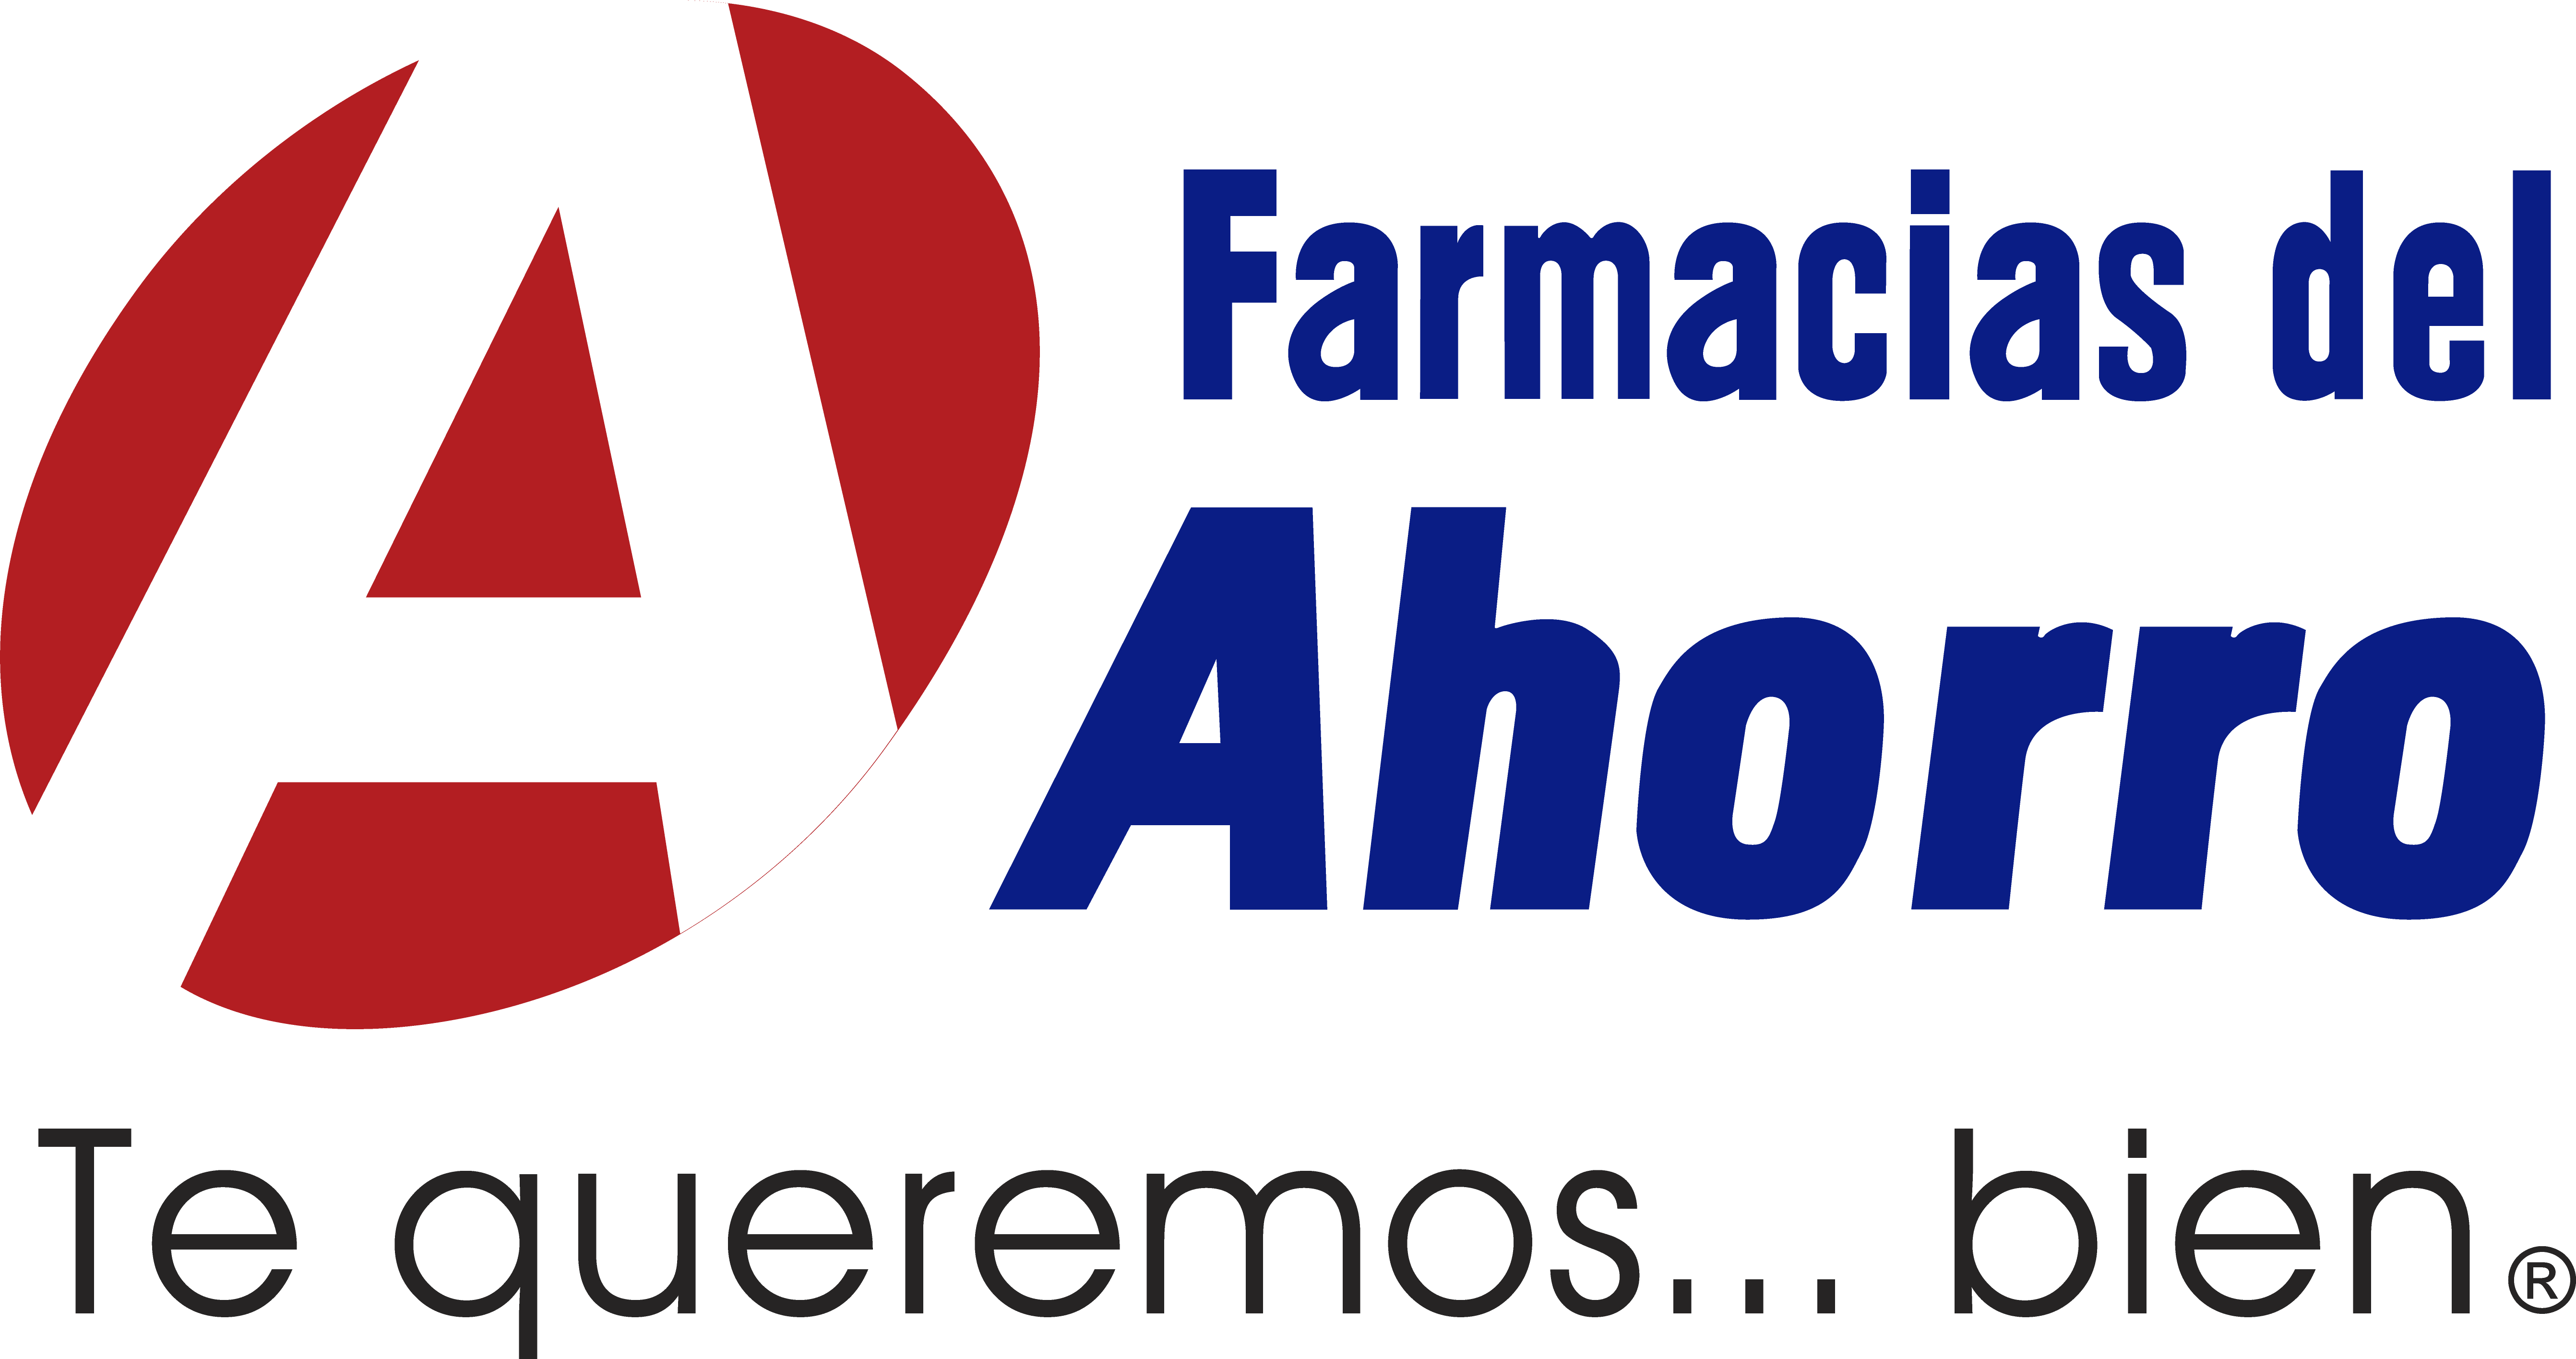 A
Farmacias del
Ahorro
Te queremos... bien®